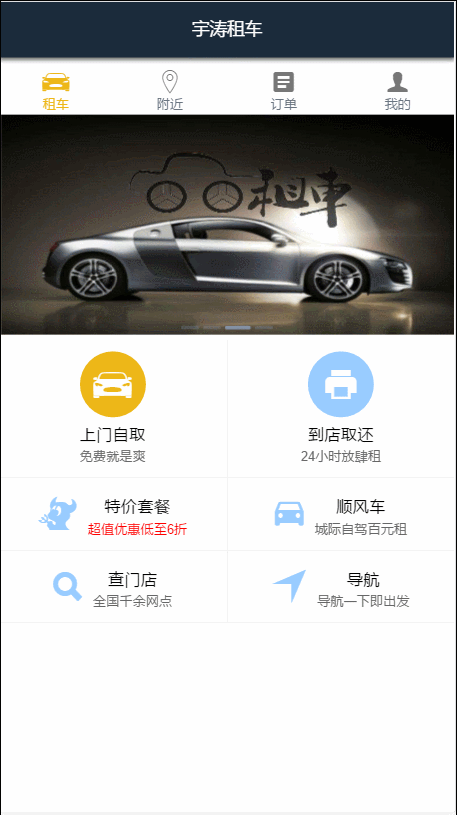 宇涛租车
租车
附近
订单
我的
租車
上门自取
免费就是爽
到店取还
24小时放肆租
特价套餐
超值优惠低至6折
顺风车
城际自驾百元租
查门店
全国千余网点
导航
导航一下即出发